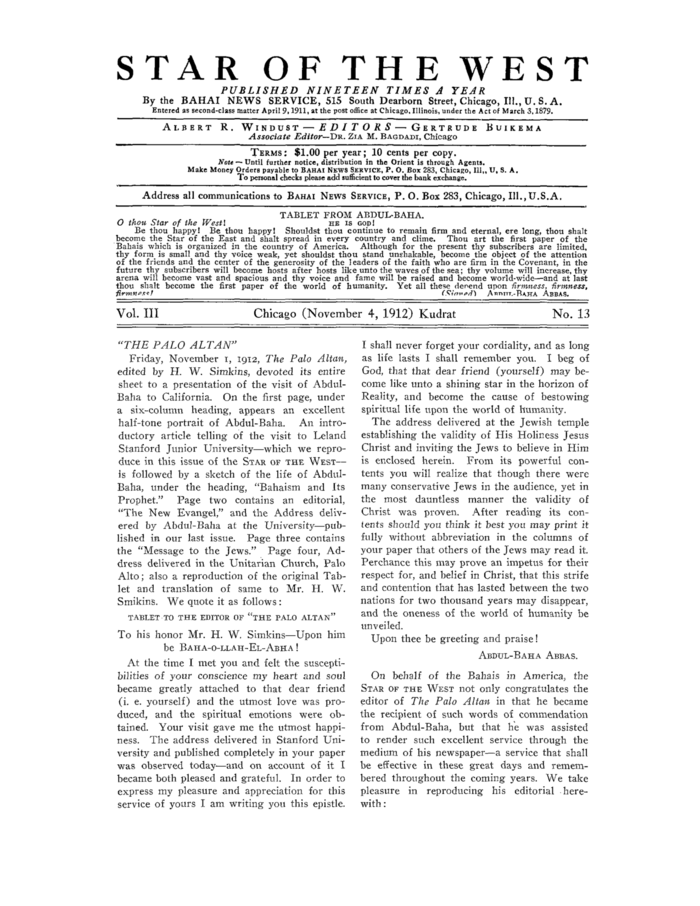 STAR OF THE WEST
PUBLISHED NINETEEN TIMES A YEAR
By the BAHAI NEWS SERVICE, 515 South Dearborn Street, Chicago, Ill., U. S. A.
Entered as second-class matter April 9, 1911, at the post office at Chicago, Illinois, under the Act of March 3, 1879.
ALBERT R. WINDUST — EDITORS — GERTRUDE BUIKEMA
Associate Editor—DR. ZIA M. BAGDADI, Chicago
TERMS: $1.00 per year; 10 cents per copy.
Note — Until further notice, distribution in the Orient is through Agents.
Make Money Orders payable to BAHAI NEWS SERVICE, P. O. Box 283, Chicago, Ill., U. S. A.
To personal checks please add sufficient to cover the bank exchange.
Address all communications to BAHAI NEWS SERVICE, P. O. Box 283, Chicago, Ill., U.S.A.
TABLET FROM ABDUL-BAHA.
O thou Star of the West! HE IS GOD!
Be thou happy! Be thou happy! Shouldst thou continue to remain firm and eternal, ere long, thou shalt
become the Star of the East and shalt spread in every country and clime. Thou art the first paper of the
Bahais which is organized in the country of America. Although for the present thy subscribers are limited,
thy form is small and thy voice weak, yet shouldst thou stand unshakable, become the object of the attention
of the friends and the center of the generosity of the leaders of the faith who are firm in the Covenant, in the
future thy subscribers will become hosts after hosts like unto the waves of the sea; thy volume will increase, thy
arena will become vast and spacious and thy voice and fame will be raised and become world-wide—and at last
thou shalt become the first paper of the world of humanity. Yet all these depend upon firmness, firmness,
firmness! (Signed) ABDUL-BAHA ABBAS.
Vol. III Chicago (November 4, 1912) Kudrat No. 13
"THE PALO ALTAN"
Friday, November 1, 1912, The Palo Altan,
edited by H. W. Simkins, devoted its entire
sheet to a presentation of the visit of Abdul-
Baha to California. On the first page, under
a six-column heading, appears an excellent
half-tone portrait of Abdul-Baha. An intro-
ductory article telling of the visit to Leland
Stanford Junior University—which we repro-
duce in this issue of the STAR OF THE WEST—
is followed by a sketch of the life of Abdul-
Baha, under the heading, "Bahaism and Its
Prophet." Page two contains an editorial,
"The New Evangel," and the Address deliv-
ered by Abdul-Baha at the University—pub-
lished in our last issue. Page three contains
the "Message to the Jews." Page four, Ad-
dress delivered in the Unitarian Church, Palo
Alto; also a reproduction of the original Tab-
let and translation of same to Mr. H. W.
Smikins. We quote it as follows:
TABLET TO THE EDITOR OF "THE PALO ALTAN"
To his honor Mr. H. W. Simkins—Upon him
be BAHA-O-LLAH-EL-ABHA!
At the time I met you and felt the suscepti-
bilities of your conscience my heart and soul
became greatly attached to that dear friend
(i. e. yourself) and the utmost love was pro-
duced, and the spiritual emotions were ob-
tained. Your visit gave me the utmost happi-
ness. The address delivered in Stanford Uni-
versity and published completely in your paper
was observed today—and on account of it I
became both pleased and grateful. In order to
express my pleasure and appreciation for this
service of yours I am writing you this epistle.
I shall never forget your cordiality, and as long
as life lasts I shall remember you. I beg of
God, that that dear friend (yourself) may be-
come like unto a shining star in the horizon of
Reality, and become the cause of bestowing
spiritual life upon the world of humanity.
The address delivered at the Jewish temple
establishing the validity of His Holiness Jesus
Christ and inviting the Jews to believe in Him
is enclosed herein. From its powerful con-
tents you will realize that though there were
many conservative Jews in the audience, yet in
the most dauntless manner the validity of
Christ was proven. After reading its con-
tents should you think it best you may print it
fully without abbreviation in the columns of
your paper that others of the Jews may read it.
Perchance this may prove an impetus for their
respect for, and belief in Christ, that this strife
and contention that has lasted between the two
nations for two thousand years may disappear,
and the oneness of the world of humanity be
unveiled.
Upon thee be greeting and praise!
ABDUL-BAHA ABBAS.
On behalf of the Bahais in America, the
STAR OF THE WEST not only congratulates the
editor of The Palo Altan in that he became
the recipient of such words of commendation
from Abdul-Baha, but that he was assisted
to render such excellent service through the
medium of his newspaper—a service that shall
be effective in these great days and remem-
bered throughout the coming years. We take
pleasure in reproducing his editorial here-
with: